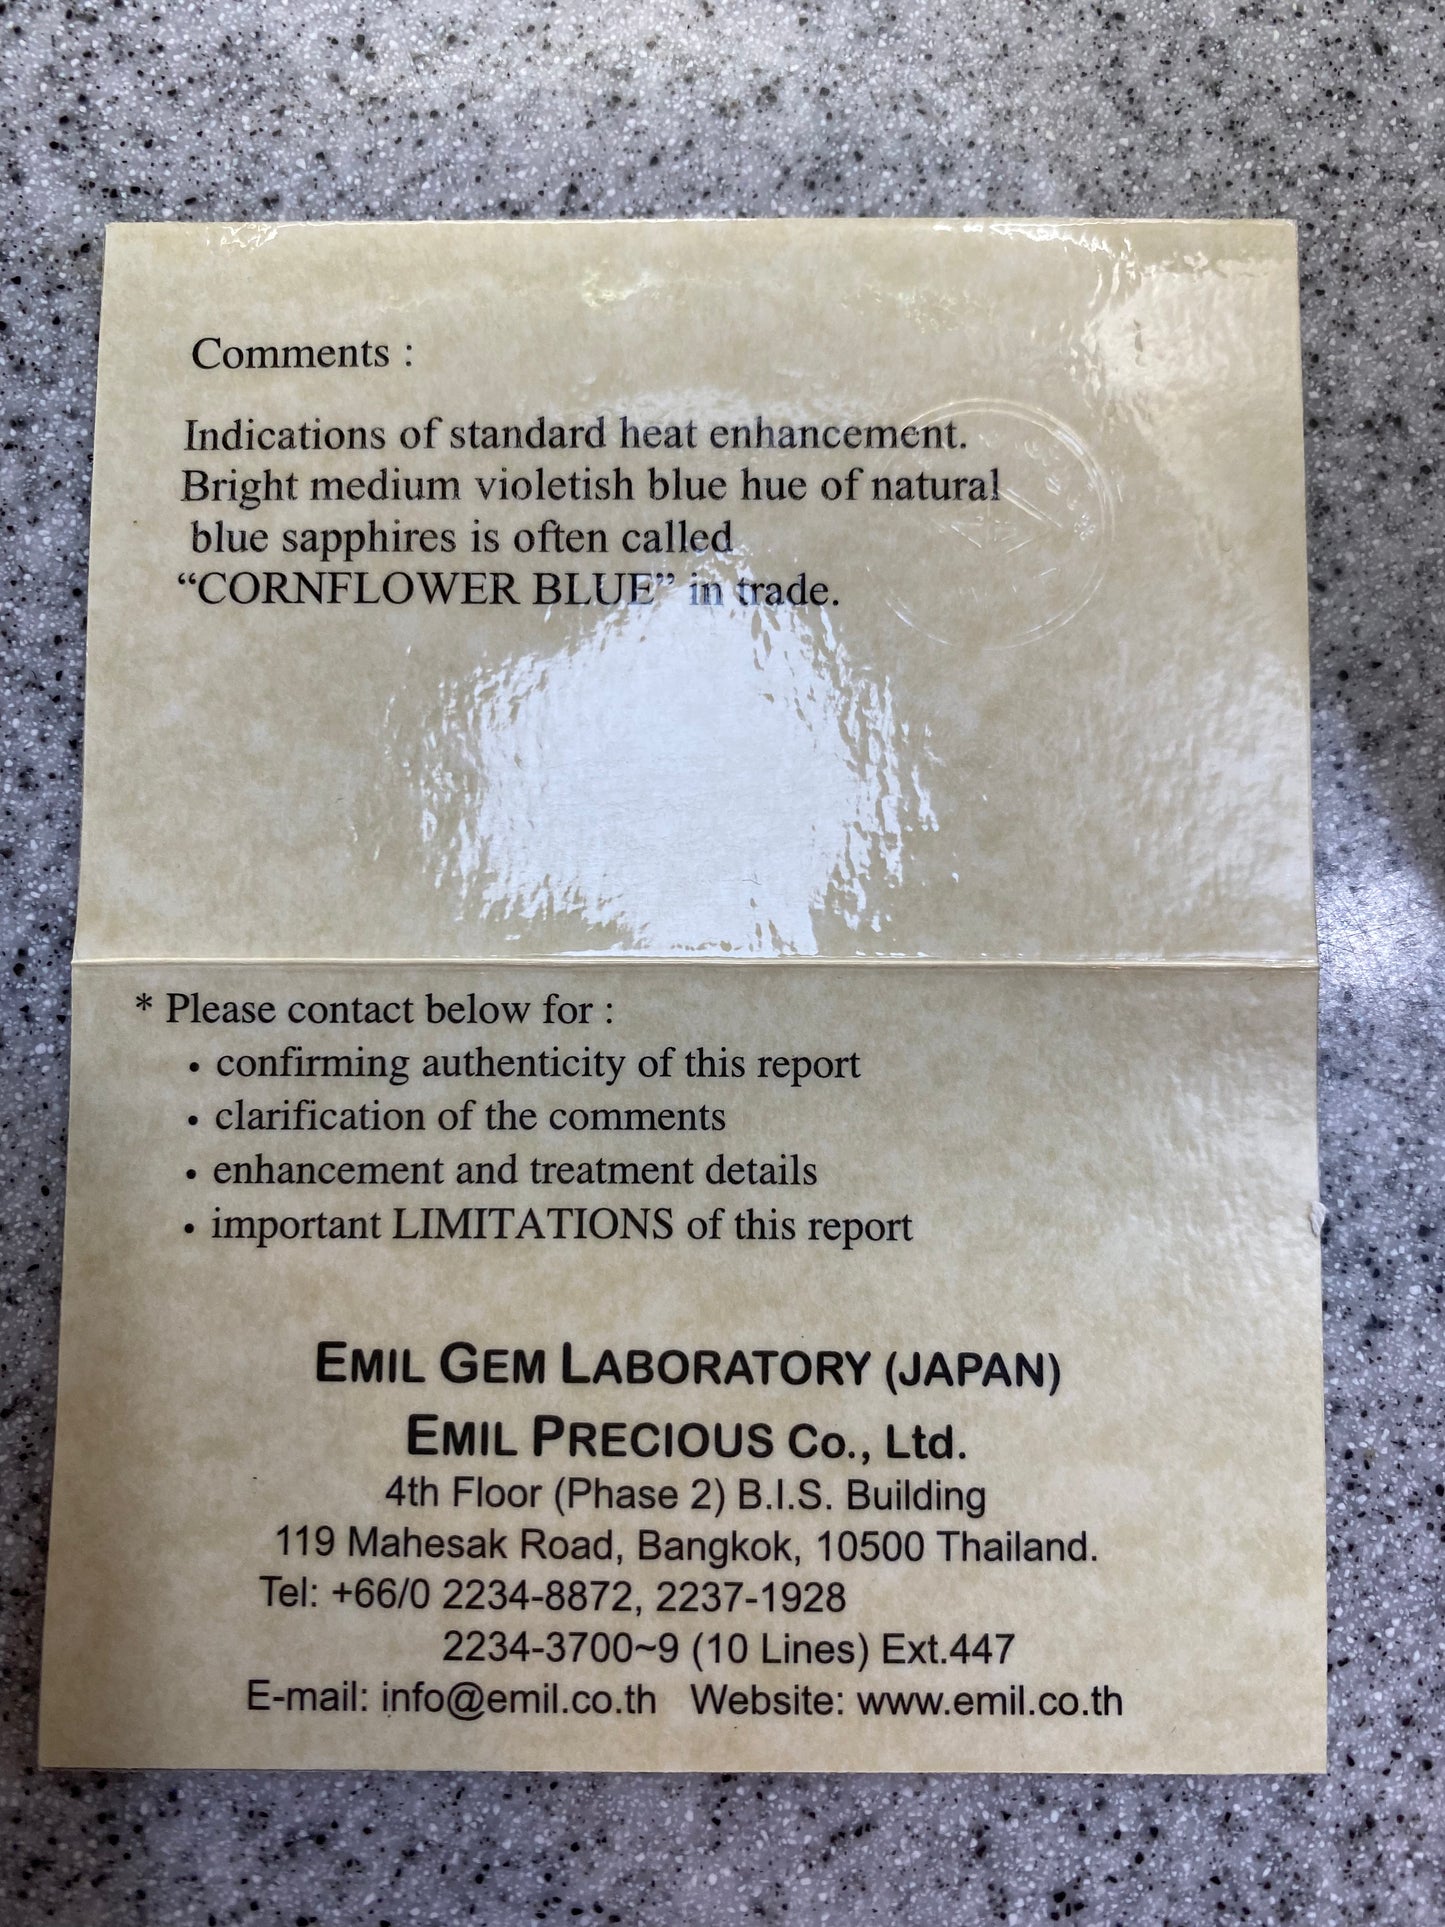 Comments :
Indications of standard heat enhancement.
Bright medium violetish blue hue of natural
blue sapphires is often called
“CORNFLOWER BLUE” in trade.
* Please contact below for :
• confirming authenticity of this report
• clarification of the comments
• enhancement and treatment details
• important LIMITATIONS of this report
EMIL GEM LABORATORY (JAPAN)
EMIL PRECIOUS Co., Ltd.
4th Floor (Phase 2) B.I.S. Building
119 Mahesak Road, Bangkok, 10500 Thailand.
Tel: +66/0 2234-8872, 2237-1928
2234-3700~9 (10 Lines) Ext.447
E-mail: info@emil.co.th Website: www.emil.co.th